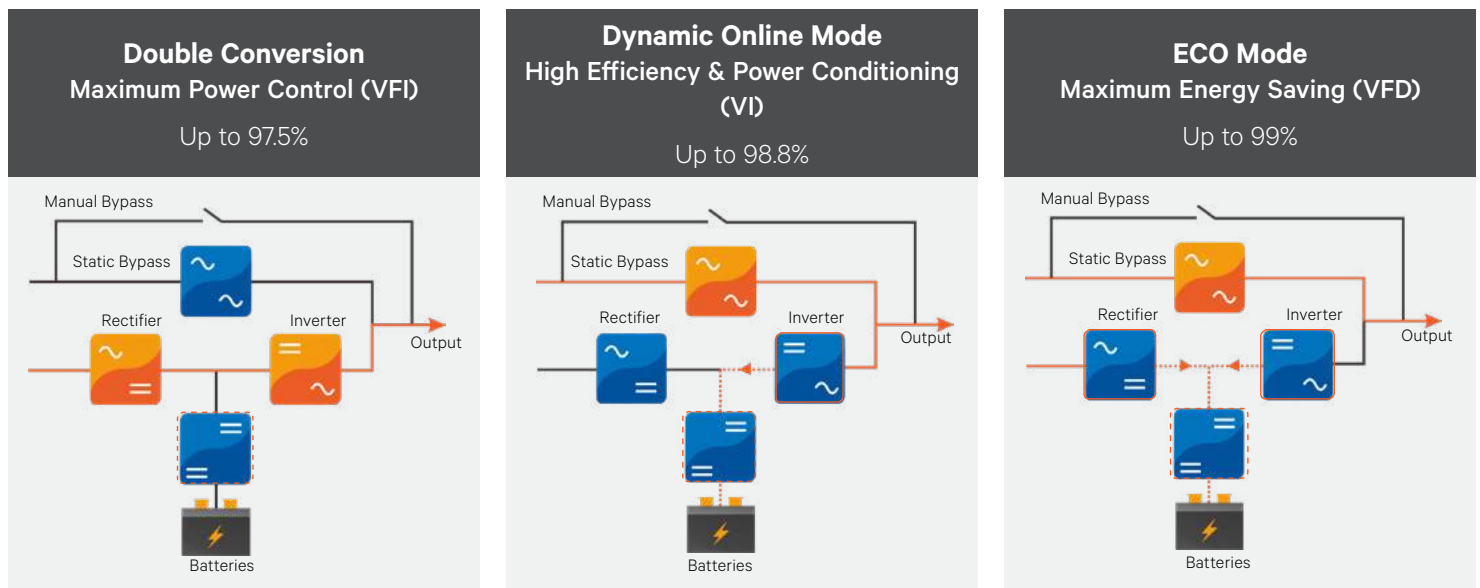 Double Conversion
Maximum Power Control (VFI)
Up to 97.5%
Manual Bypass
Static Bypass
Rectifier
Inverter
Output
Batteries
Dynamic Online Mode
High Efficiency & Power Conditioning
(VI)
Up to 98.8%
Manual Bypass
Static Bypass
Rectifier
Inverter
Output
Batteries
ECO Mode
Maximum Energy Saving (VFD)
Up to 99%
Manual Bypass
Static Bypass
Rectifier
Inverter
Output
Batteries